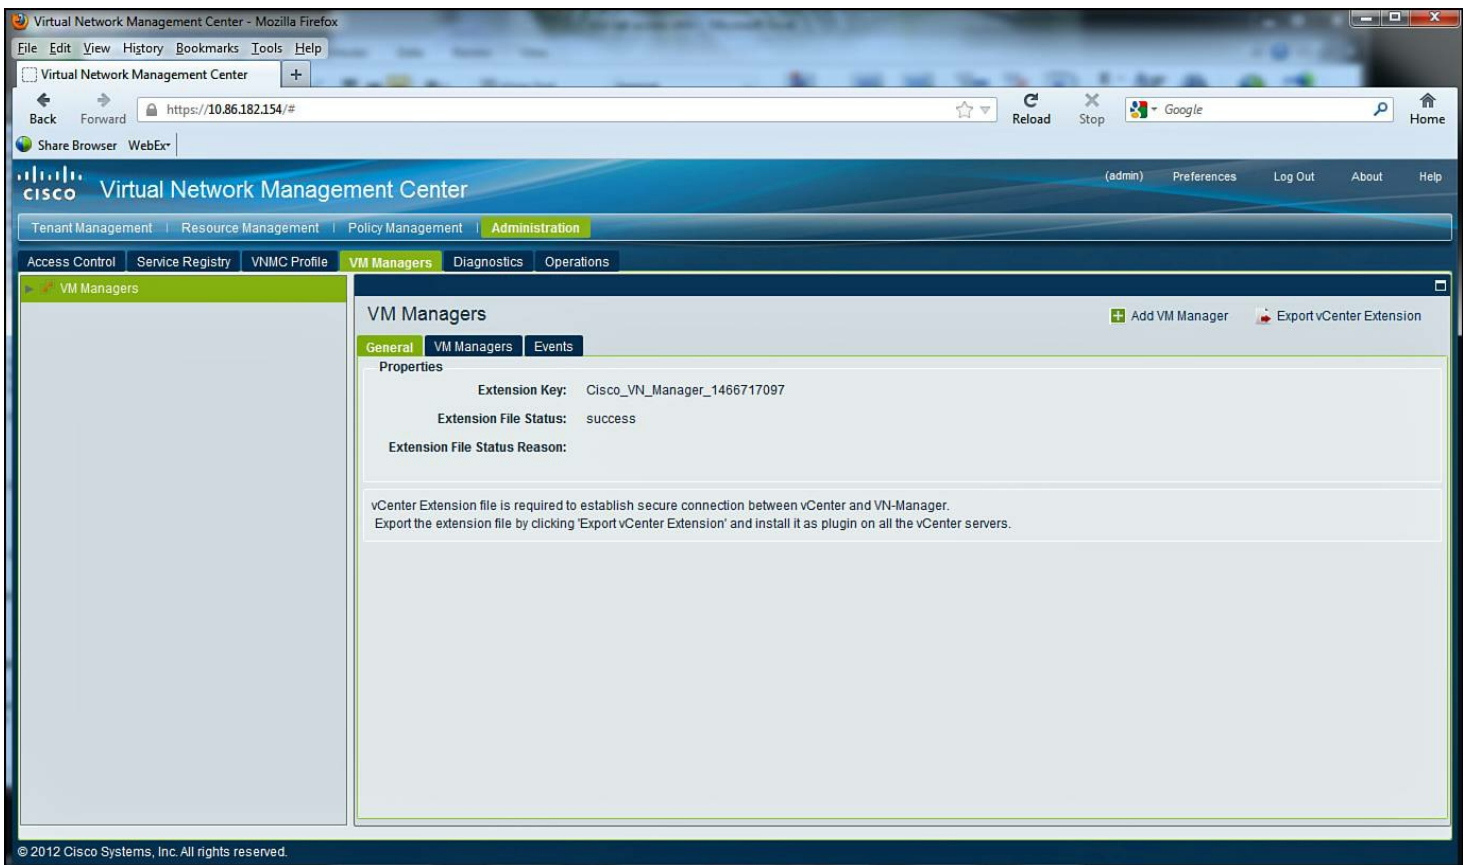 Virtual Network Management Center - Mozilla Firefox
File Edit View History Bookmarks Tools Help
Virtual Network Management Center +
Back Forward https://10.86.182.154/# Reload Stop Google Home
Share Browser WebEx
CISCO Virtual Network Management Center (admin) Preferences Log Out About Help
Tenant Management | Resource Management | Policy Management | Administration
Access Control Service Registry VNMC Profile VM Managers Diagnostics Operations
VM Managers
VM Managers Add VM Manager Export vCenter Extension
General VM Managers Events
Properties
Extension Key: Cisco_VN_Manager_1466717097
Extension File Status: success
Extension File Status Reason:
vCenter Extension file is required to establish secure connection between vCenter and VN-Manager.
Export the extension file by clicking 'Export vCenter Extension' and install it as plugin on all the vCenter servers.
© 2012 Cisco Systems, Inc. All rights reserved.